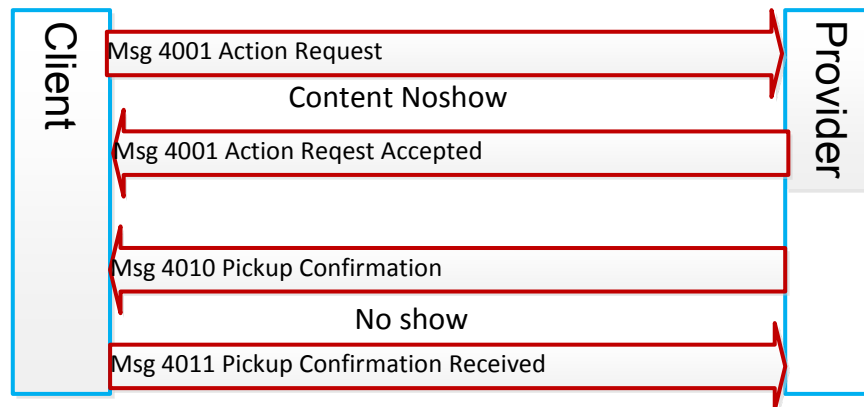 Client
Provider
Msg 4001 Action Request
Content Noshow
Msg 4001 Action Reqest Accepted
Msg 4010 Pickup Confirmation
No show
Msg 4011 Pickup Confirmation Received